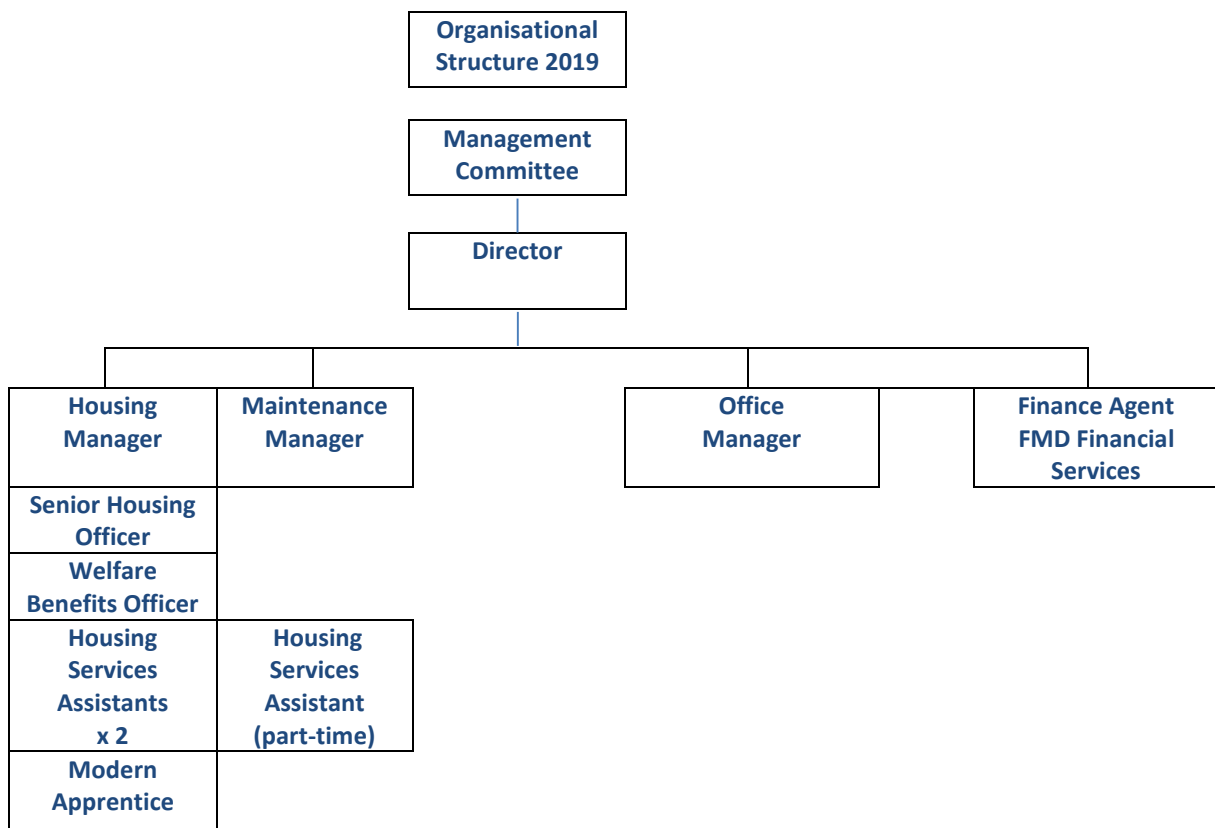 Organisational
Structure 2019
Management
Committee
Director
Housing
Manager
Maintenance
Manager
Office
Manager
Finance Agent
FMD Financial
Services
Senior Housing
Officer
Welfare
Benefits Officer
Housing
Services
Assistants
x 2
Housing
Services
Assistant
(part-time)
Modern
Apprentice